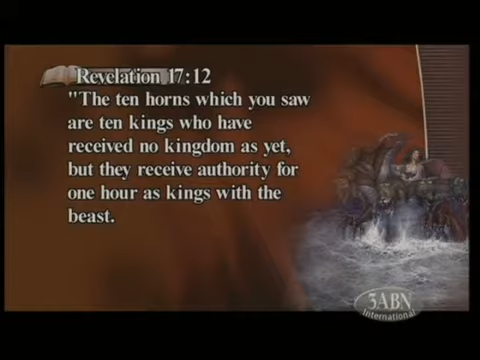 Revelation 17:12
"The ten horns which you saw
are ten kings who have
received no kingdom as yet,
but they receive authority for
one hour as kings with the
beast.
3ABN
International